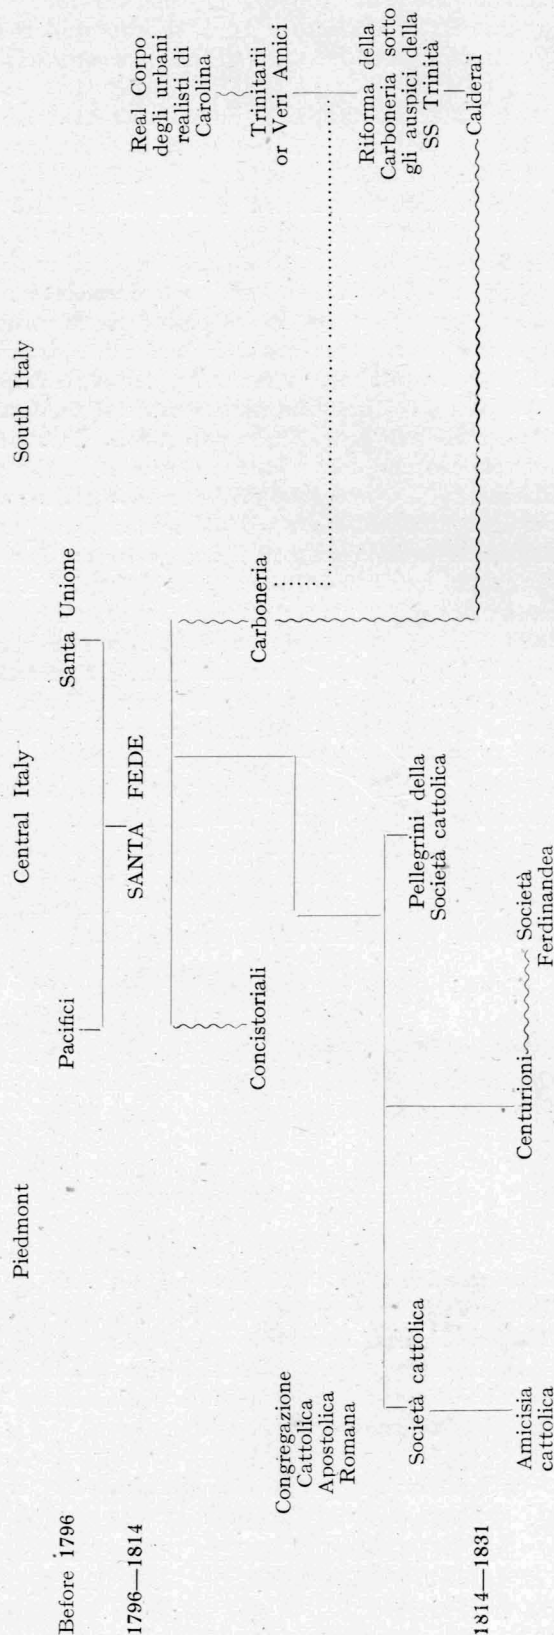 Piedmont
Central Italy
South Italy
Before 1796
Pacifici
Santa Unione
1796—1814
SANTA FEDE
Real Corpo
degli urbani
realisti di
Carolina
Concistoriali
Carboneria
Trinitarii
or Veri Amici
Congregazione
Cattolica
Apostolica
Romana
Riforma della
Carboneria sotto
gli auspici della
SS Trinità
Società cattolica
Pellegrini della
Società cattolica
1814—1831
Calderai
Amicisia
cattolica
Centurioni
Società
Ferdinandea